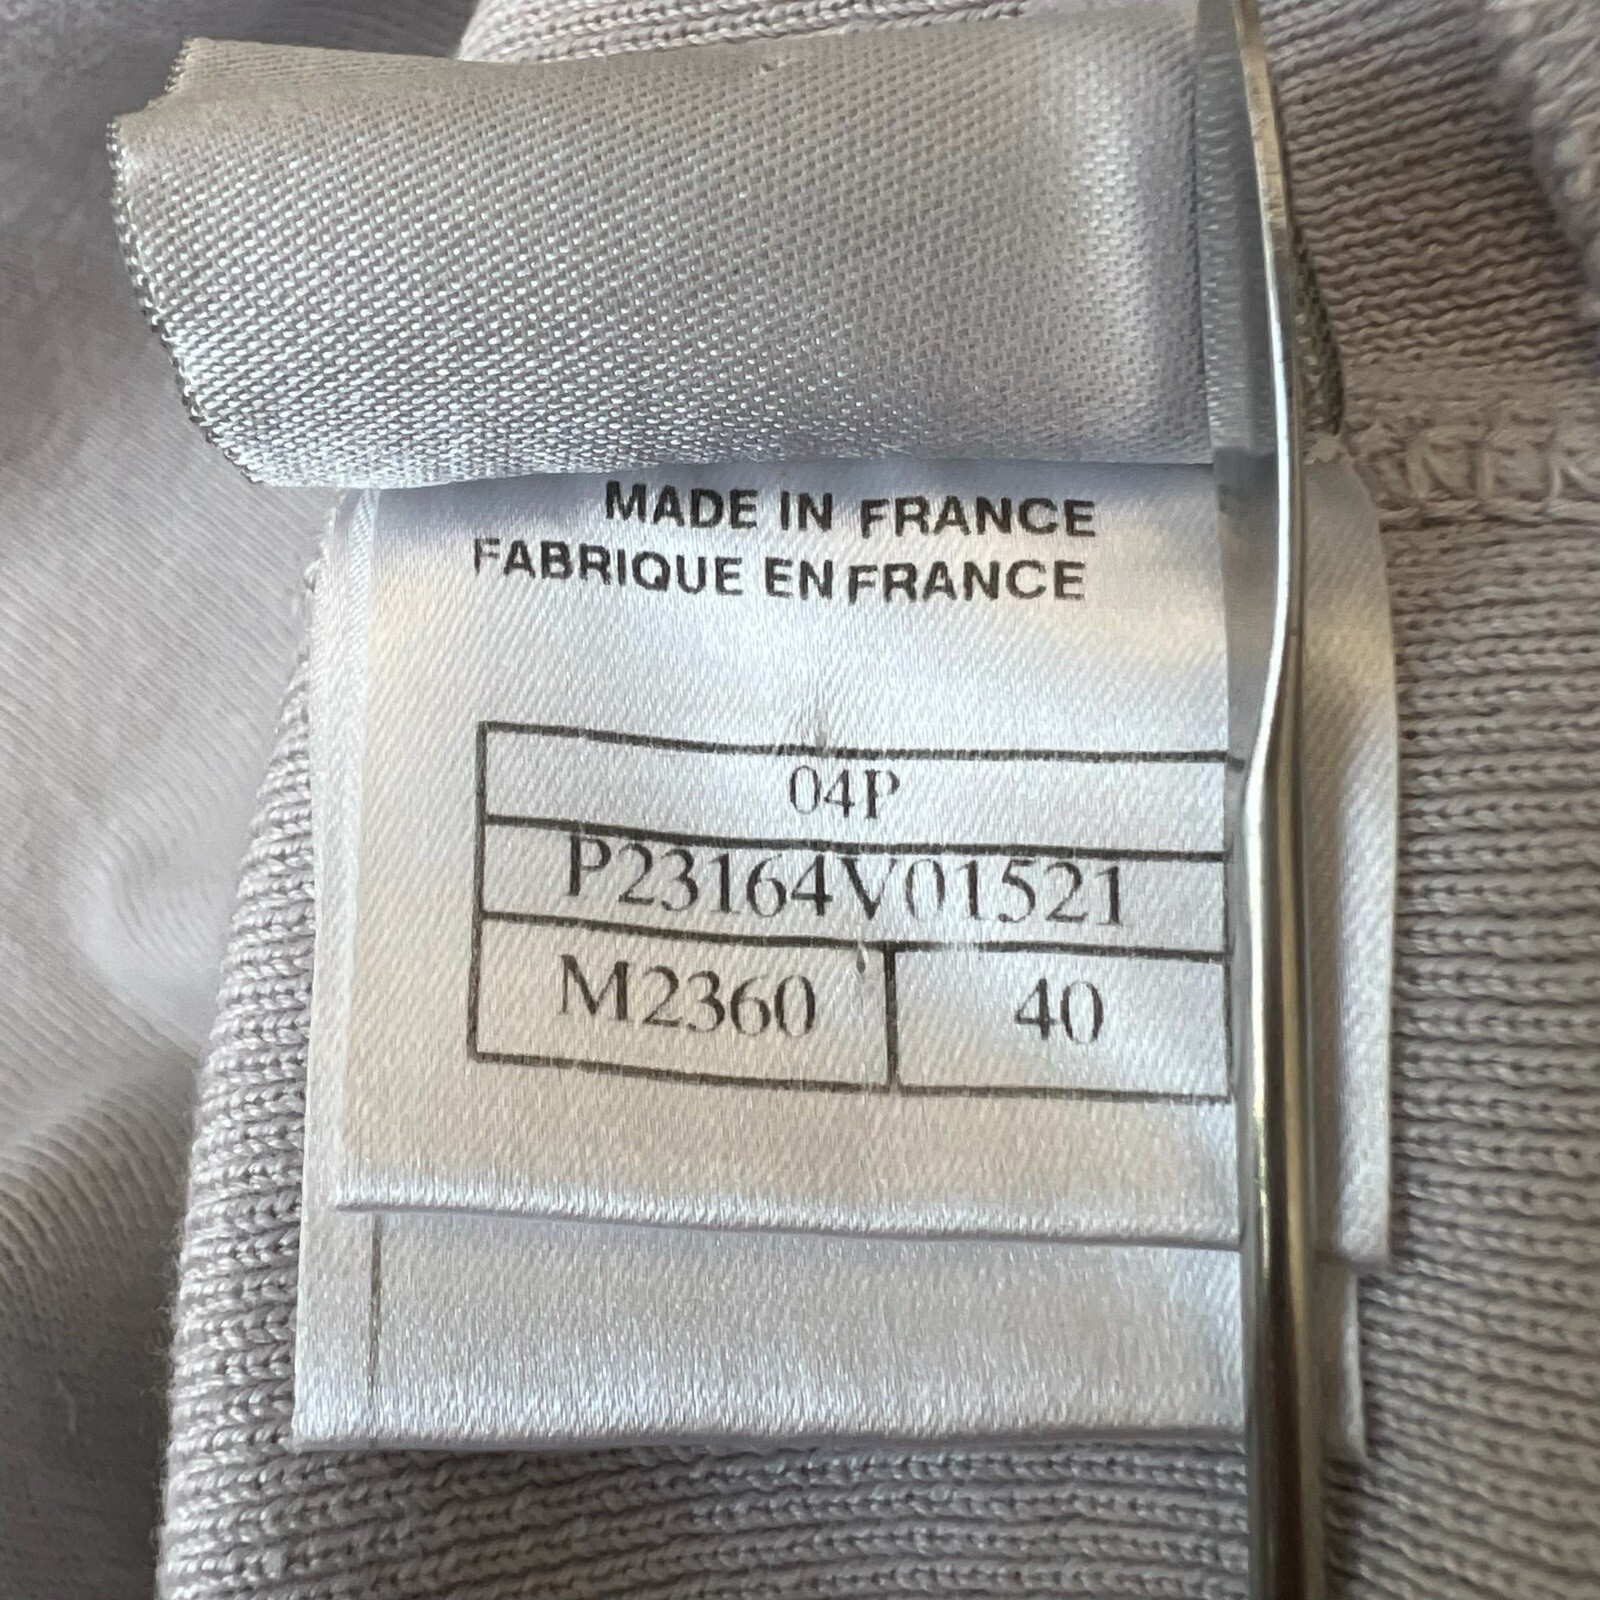 MADE IN FRANCE
FABRIQUE EN FRANCE
04P
P23164V01521
M2360 40